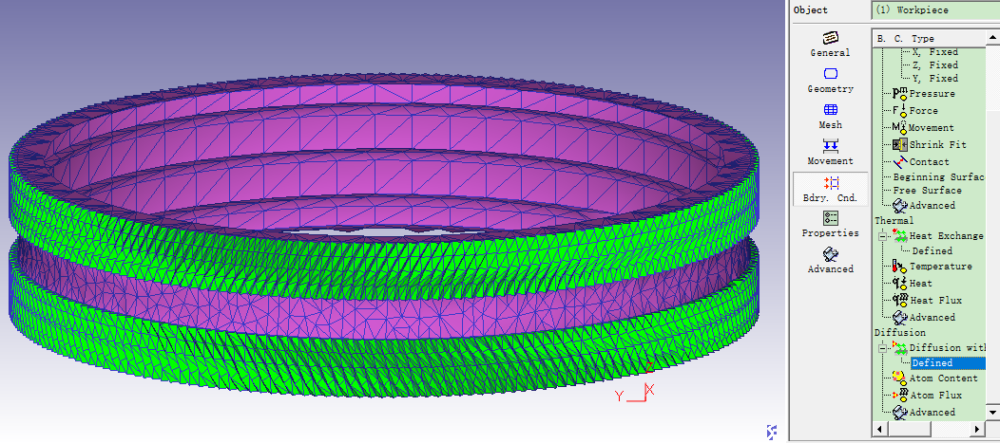 Object
(1) Workpiece
General
Geometry
Mesh
Movement
Bdry. Cnd.
Properties
Advanced
B. C. Type
X, Fixed
Z, Fixed
Y, Fixed
Pressure
Force
Movement
Shrink Fit
Contact
Beginning Surfac
Free Surface
Advanced
Thermal
Heat Exchange
Defined
Temperature
Heat
Heat Flux
Advanced
Diffusion
Diffusion wit
Defined
Atom Content
Atom Flux
Advanced
Z
Y
X